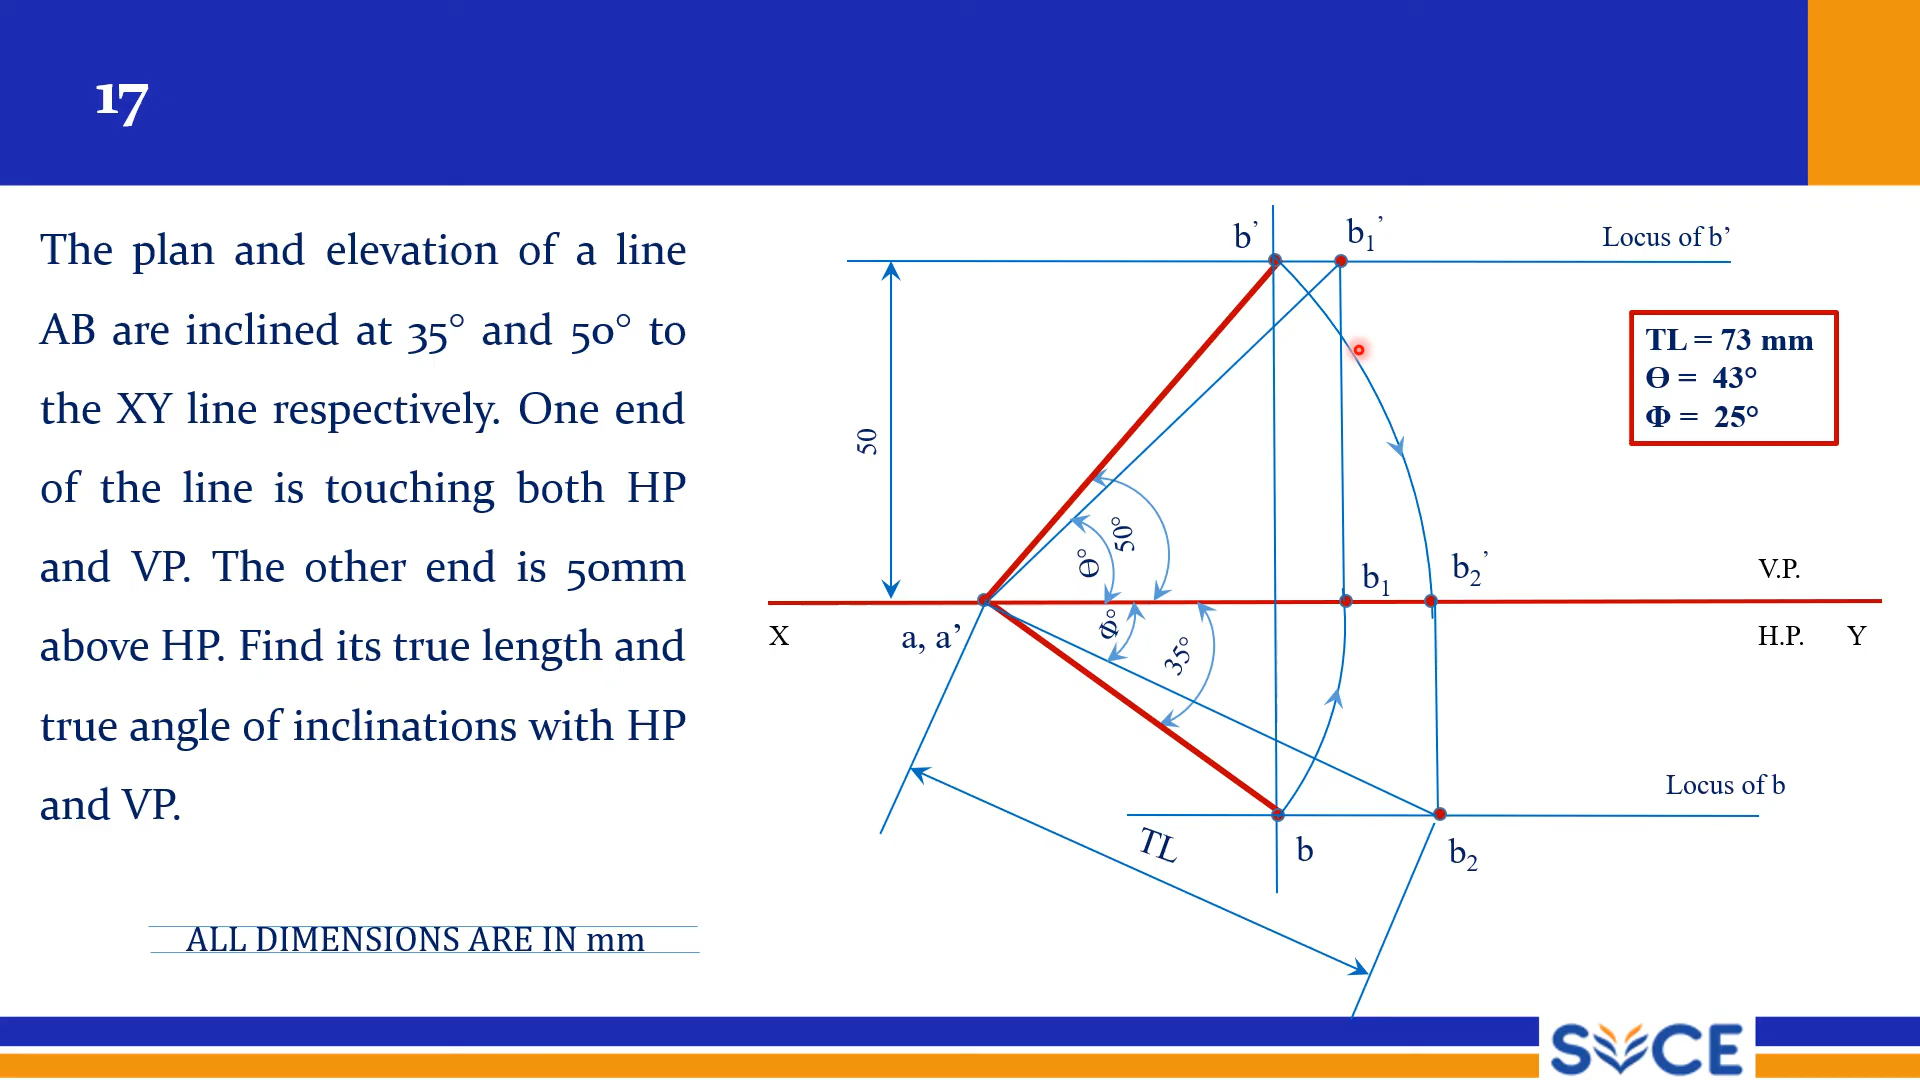 17
The plan and elevation of a line
AB are inclined at 35° and 50° to
the XY line respectively. One end
of the line is touching both HP
and VP. The other end is 50mm
above HP. Find its true length and
true angle of inclinations with HP
and VP.
ALL DIMENSIONS ARE IN mm
b’
b1’
Locus of b’
TL = 73 mm
Ɵ = 43°
Φ = 25°
50
50°
Ɵ°
b1
b2’
V.P.
X
a, a’
Φ°
35°
H.P.
Y
Locus of b
TL
b
b2
SVCE